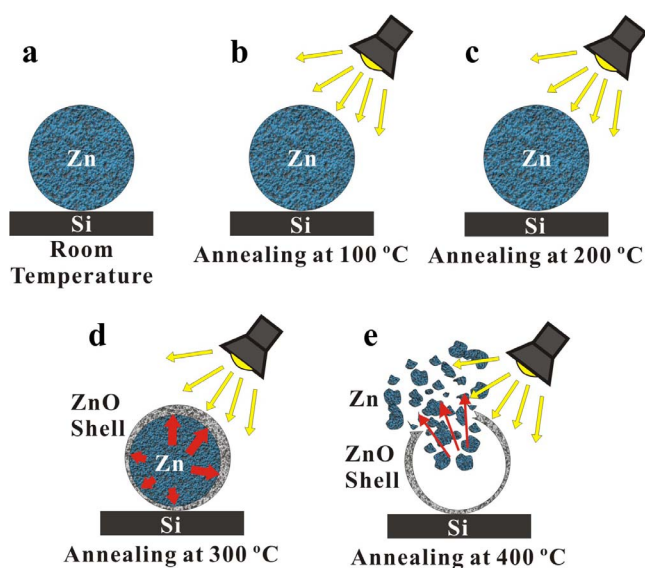 a
Zn
Si
Room
Temperature
b
Zn
Si
Annealing at 100 ºC
c
Zn
Si
Annealing at 200 ºC
d
ZnO
Shell
Zn
Si
Annealing at 300 ºC
e
Zn
ZnO
Shell
Si
Annealing at 400 ºC